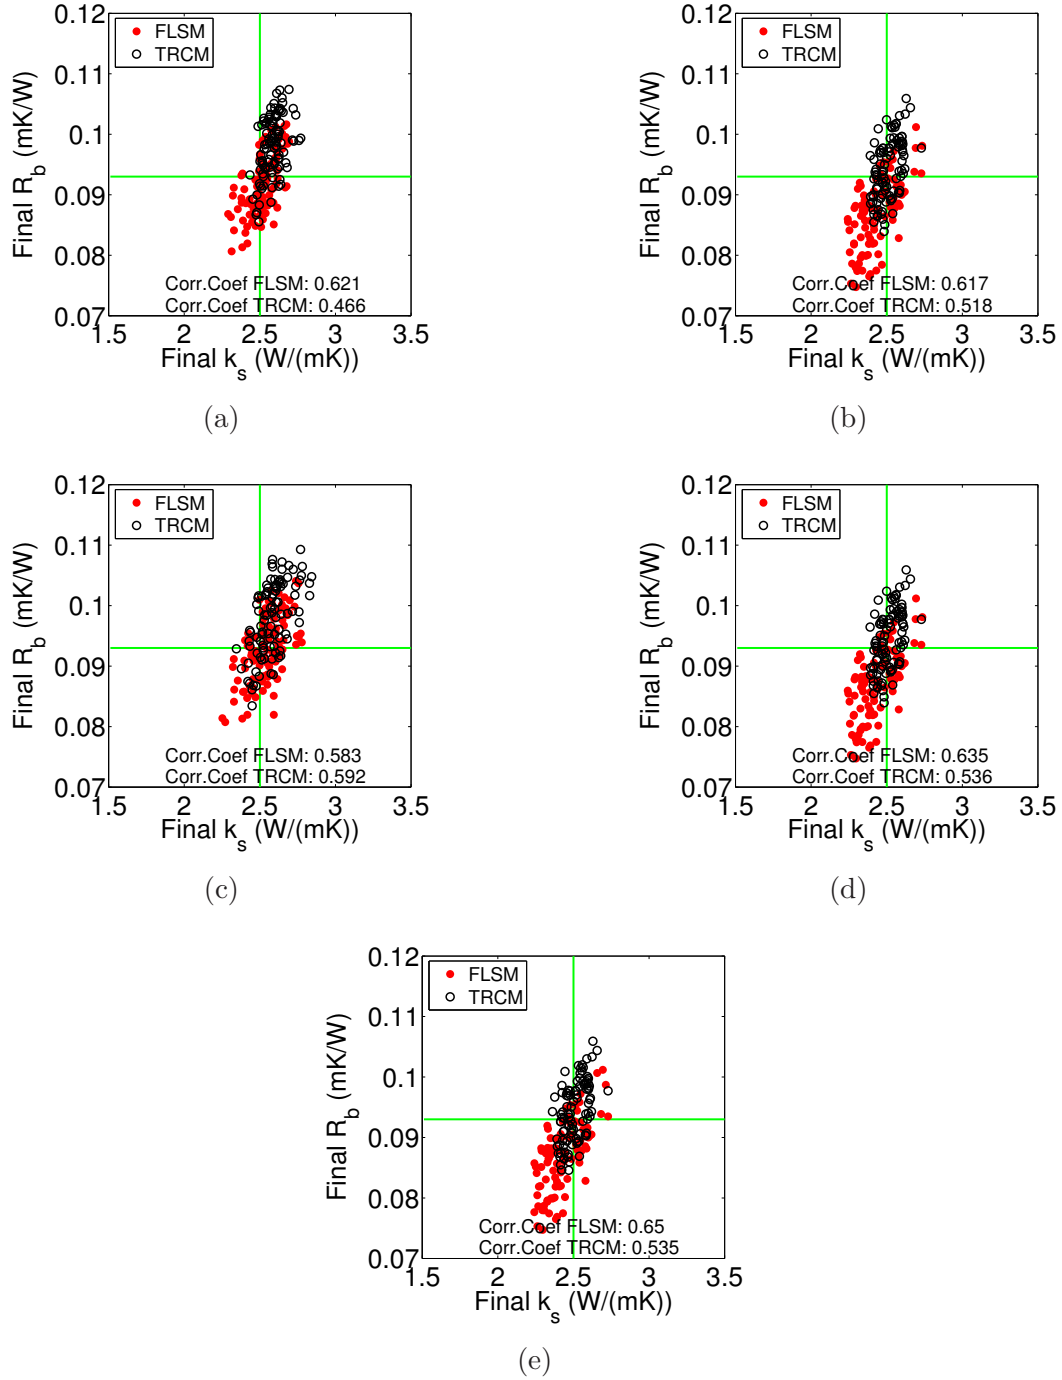 0.12
FLSM
TRCM
0.11
0.1
0.09
0.08
0.07
Final R_b (mK/W)
Corr.Coef FLSM: 0.621
Corr.Coef TRCM: 0.466
1.5 2 2.5 3 3.5
Final k_s (W/(mK))
(a)
0.12
FLSM
TRCM
0.11
0.1
0.09
0.08
0.07
Final R_b (mK/W)
Corr.Coef FLSM: 0.617
Corr.Coef TRCM: 0.518
1.5 2 2.5 3 3.5
Final k_s (W/(mK))
(b)
0.12
FLSM
TRCM
0.11
0.1
0.09
0.08
0.07
Final R_b (mK/W)
Corr.Coef FLSM: 0.583
Corr.Coef TRCM: 0.592
1.5 2 2.5 3 3.5
Final k_s (W/(mK))
(c)
0.12
FLSM
TRCM
0.11
0.1
0.09
0.08
0.07
Final R_b (mK/W)
Corr.Coef FLSM: 0.635
Corr.Coef TRCM: 0.536
1.5 2 2.5 3 3.5
Final k_s (W/(mK))
(d)
0.12
FLSM
TRCM
0.11
0.1
0.09
0.08
0.07
Final R_b (mK/W)
Corr.Coef FLSM: 0.65
Corr.Coef TRCM: 0.535
1.5 2 2.5 3 3.5
Final k_s (W/(mK))
(e)